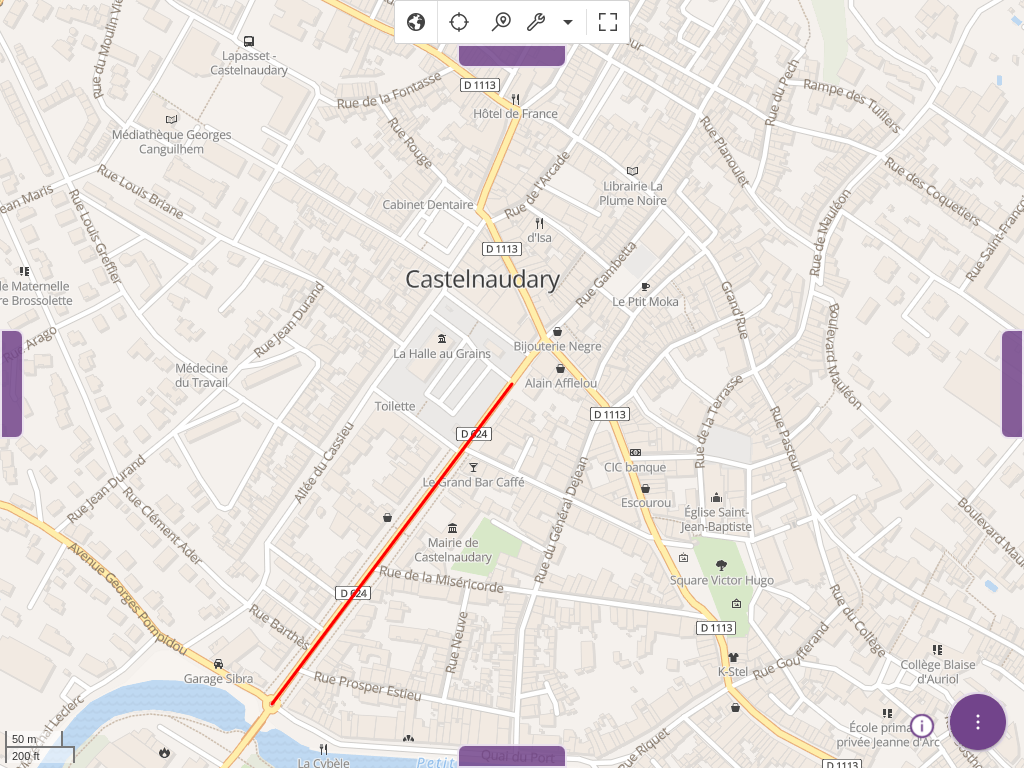 Rue du Moulin Vie
Lapasset -
Castelnaudary
Rue de la Fontasse
D 1113
Hôtel de France
Rue du Pech
Rampe des Tuiliers
Médiathèque Georges
Canguilhem
Rue Rouge
Rue Planoulet
Rue Louis Briane
Rue de l'Arcade
Librairie La
Plume Noire
Rue des Coquetiers
ean Maris
Rue Louis Greffier
Cabinet Dentaire
d'Isa
Rue de Mauléon
Rue Saint-Franço
D 1113
Castelnaudary
Rue Gambetta
le Maternelle
re Brossolette
Rue Jean Durand
Le Ptit Moka
Grand'Rue
Boulevard Mauléon
Rue Arago
La Halle au Grains
Bijouterie Negre
Médecine
du Travail
Alain Afflelou
Toilette
D 1113
Rue de la Terrasse
Rue Pasteur
D 624
Allée du Cassieu
CIC banque
Le Grand Bar Caffé
Rue Jean Durand
Rue Clément Ader
Escourou
Église Saint-
Jean-Baptiste
Boulevard Mau
Rue du Général Dejean
Mairie de
Castelnaudary
Avenue Georges Pompidou
Rue de la Miséricorde
Square Victor Hugo
D 624
Rue Barthès
Rue Neuve
D 1113
Rue du Collège
Rue Goufferand
Garage Sibra
Rue Prosper Estieu
K-Stel
Collège Blaise
d'Auriol
hal Leclerc
École prima
privée Jeanne d'Arc
50 m
200 ft
La Cybèle
Petit
Quai du Port
Rue Riquet
D 1113